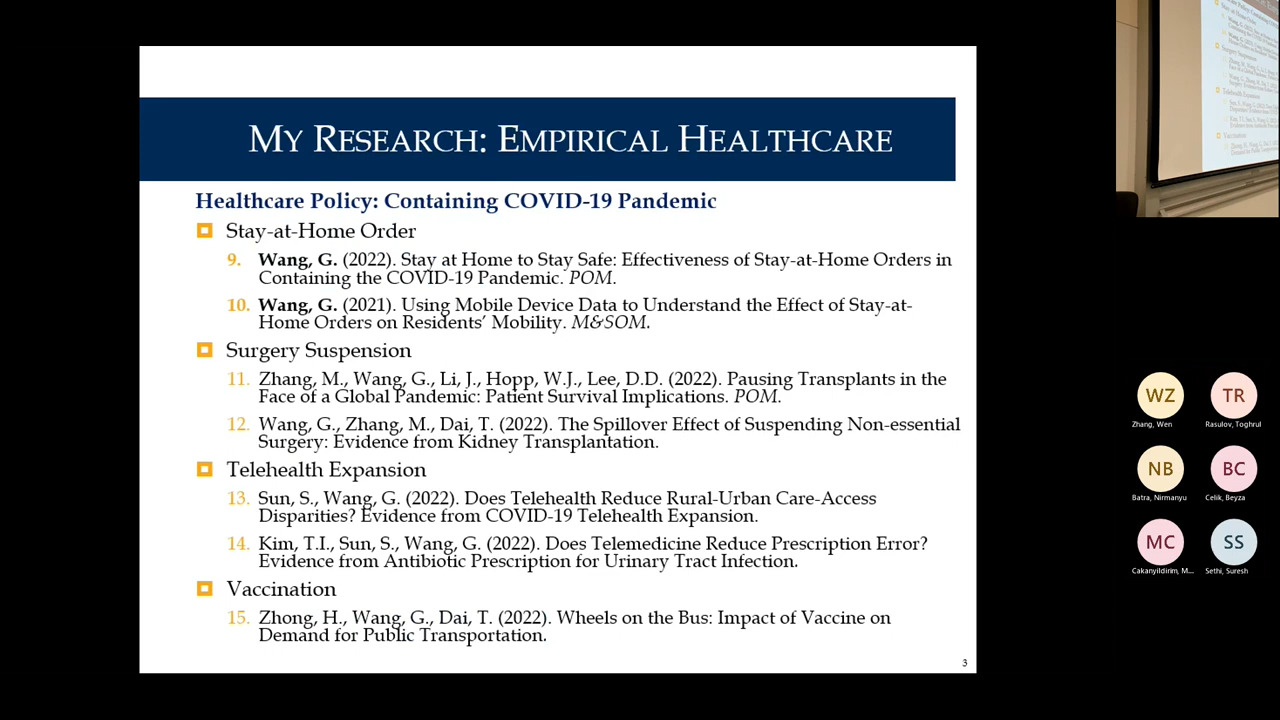 MY RESEARCH: EMPIRICAL HEALTHCARE
Healthcare Policy: Containing COVID-19 Pandemic
Stay-at-Home Order
9. Wang, G. (2022). Stay at Home to Stay Safe: Effectiveness of Stay-at-Home Orders in
Containing the COVID-19 Pandemic. POM.
10. Wang, G. (2021). Using Mobile Device Data to Understand the Effect of Stay-at-
Home Orders on Residents’ Mobility. M&SOM.
Surgery Suspension
11. Zhang, M., Wang, G., Li, J., Hopp, W.J., Lee, D.D. (2022). Pausing Transplants in the
Face of a Global Pandemic: Patient Survival Implications. POM.
12. Wang, G., Zhang, M., Dai, T. (2022). The Spillover Effect of Suspending Non-essential
Surgery: Evidence from Kidney Transplantation.
Telehealth Expansion
13. Sun, S., Wang, G. (2022). Does Telehealth Reduce Rural-Urban Care-Access
Disparities? Evidence from COVID-19 Telehealth Expansion.
14. Kim, T.I., Sun, S., Wang, G. (2022). Does Telemedicine Reduce Prescription Error?
Evidence from Antibiotic Prescription for Urinary Tract Infection.
Vaccination
15. Zhong, H., Wang, G., Dai, T. (2022). Wheels on the Bus: Impact of Vaccine on
Demand for Public Transportation.
3
WZ
Zhang, Wen
TR
Rasulov, Toghrul
NB
Batra, Nirmanyu
BC
Celik, Beyza
MC
Cakanyildirim, M...
SS
Sethi, Suresh